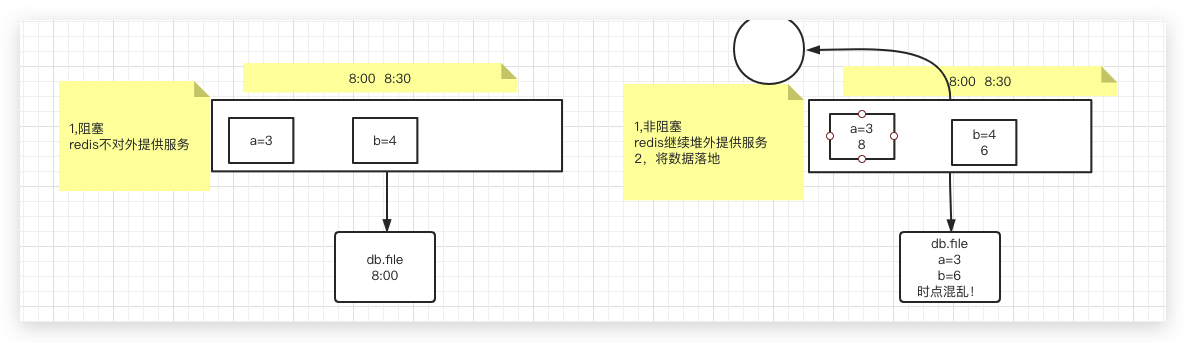 8:00 8:30
1,阻塞
redis不对外提供服务
a=3
b=4
db.file
8:00
8:00 8:30
1,非阻塞
redis继续堆外提供服务
2，将数据落地
a=3
8
b=4
6
db.file
a=3
b=6
时点混乱！